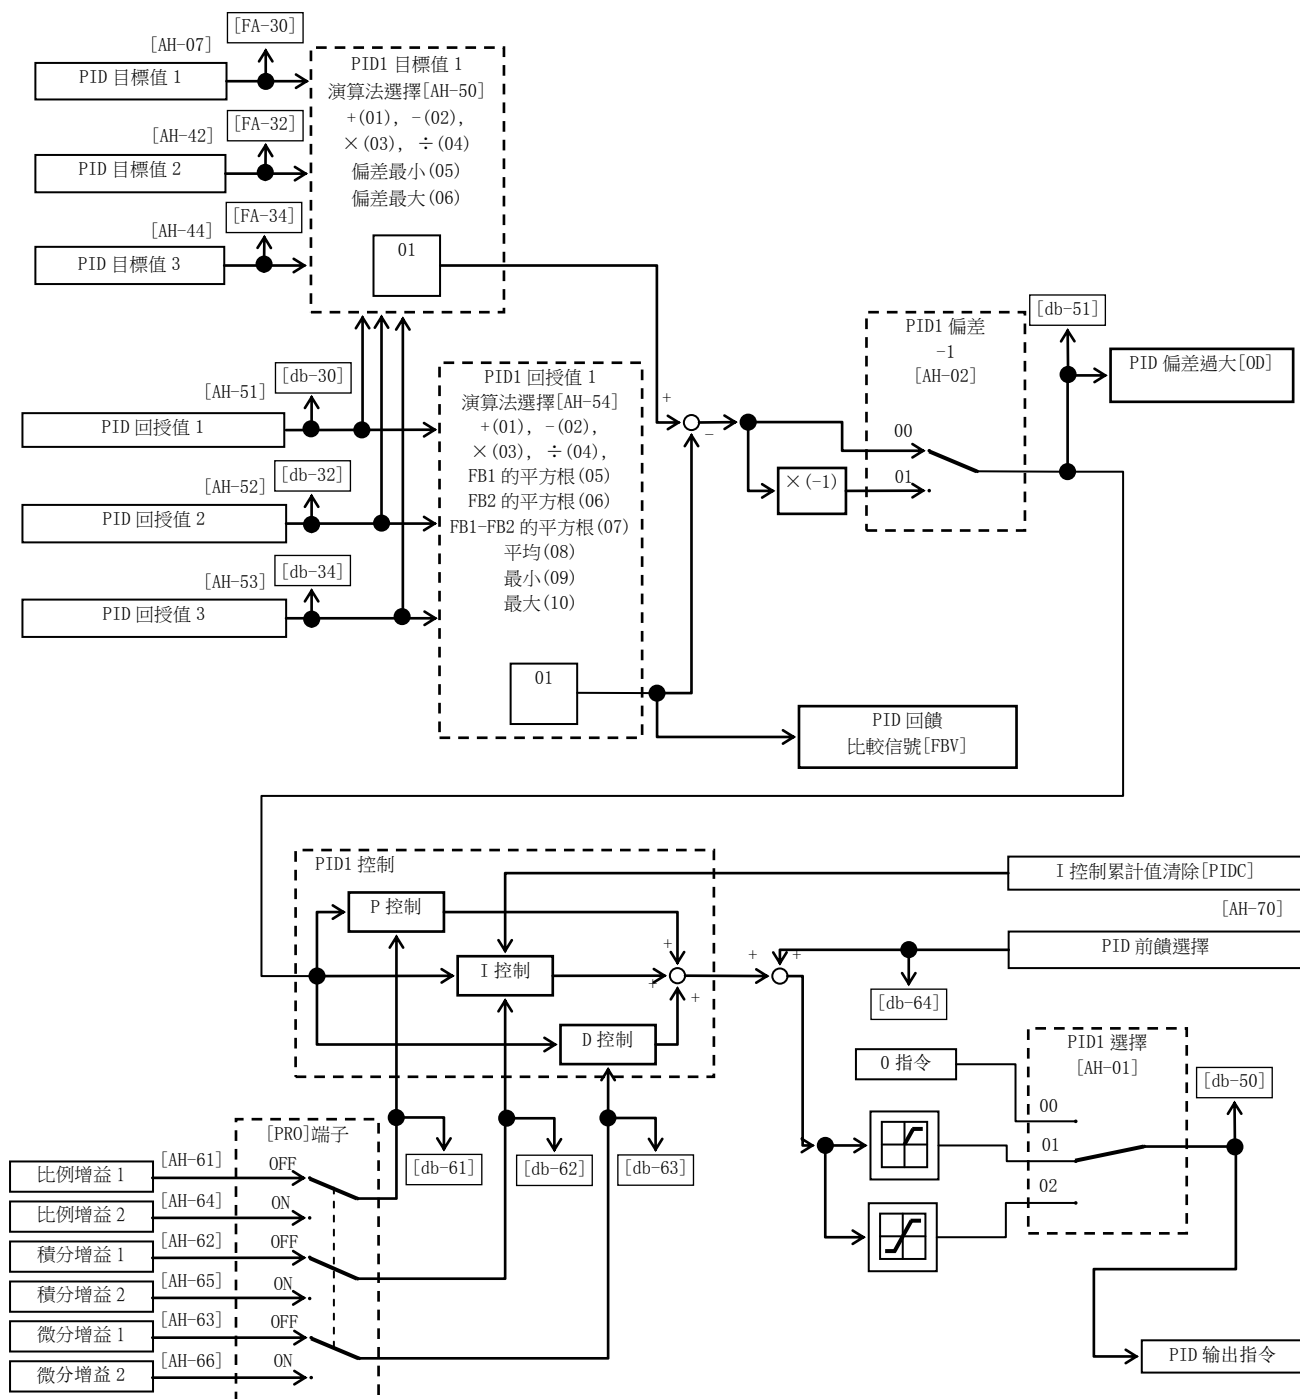 [FA-30]
[AH-07]
PID 目標值 1
[FA-32]
[AH-42]
PID 目標值 2
[FA-34]
[AH-44]
PID 目標值 3
PID1 目標值 1
演算法選擇[AH-50]
+(01), -(02),
×(03), ÷(04)
偏差最小(05)
偏差最大(06)
01
[db-30]
[AH-51]
PID 回授值 1
[db-32]
[AH-52]
PID 回授值 2
[db-34]
[AH-53]
PID 回授值 3
PID1 回授值 1
演算法選擇[AH-54]
+(01), -(02),
×(03), ÷(04),
FB1 的平方根(05)
FB2 的平方根(06)
FB1-FB2 的平方根(07)
平均(08)
最小(09)
最大(10)
01
+
-
×(-1)
PID1 偏差
-1
[AH-02]
00
01
[db-51]
PID 偏差過大[OD]
PID 回饋
比較信號[FBV]
PID1 控制
P 控制
I 控制
D 控制
+
+
+
I 控制累計值清除[PIDC]
[AH-70]
PID 前饋選擇
+
+
[db-64]
0 指令
PID1 選擇
[AH-01]
00
01
02
[db-50]
PID 輸出指令
[PRO]端子
[db-61]
[db-62]
[db-63]
比例增益 1
[AH-61]
OFF
比例增益 2
[AH-64]
ON
積分增益 1
[AH-62]
OFF
積分增益 2
[AH-65]
ON
微分增益 1
[AH-63]
OFF
微分增益 2
[AH-66]
ON